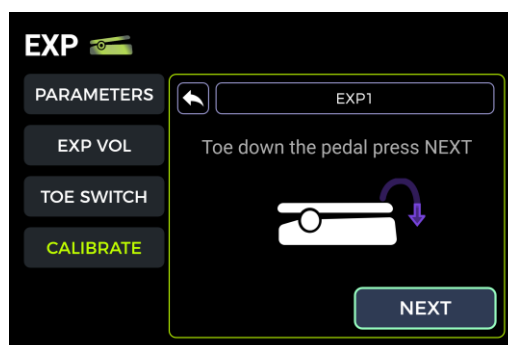 EXP
PARAMETERS
EXP VOL
TOE SWITCH
CALIBRATE
EXP1
Toe down the pedal press NEXT
NEXT